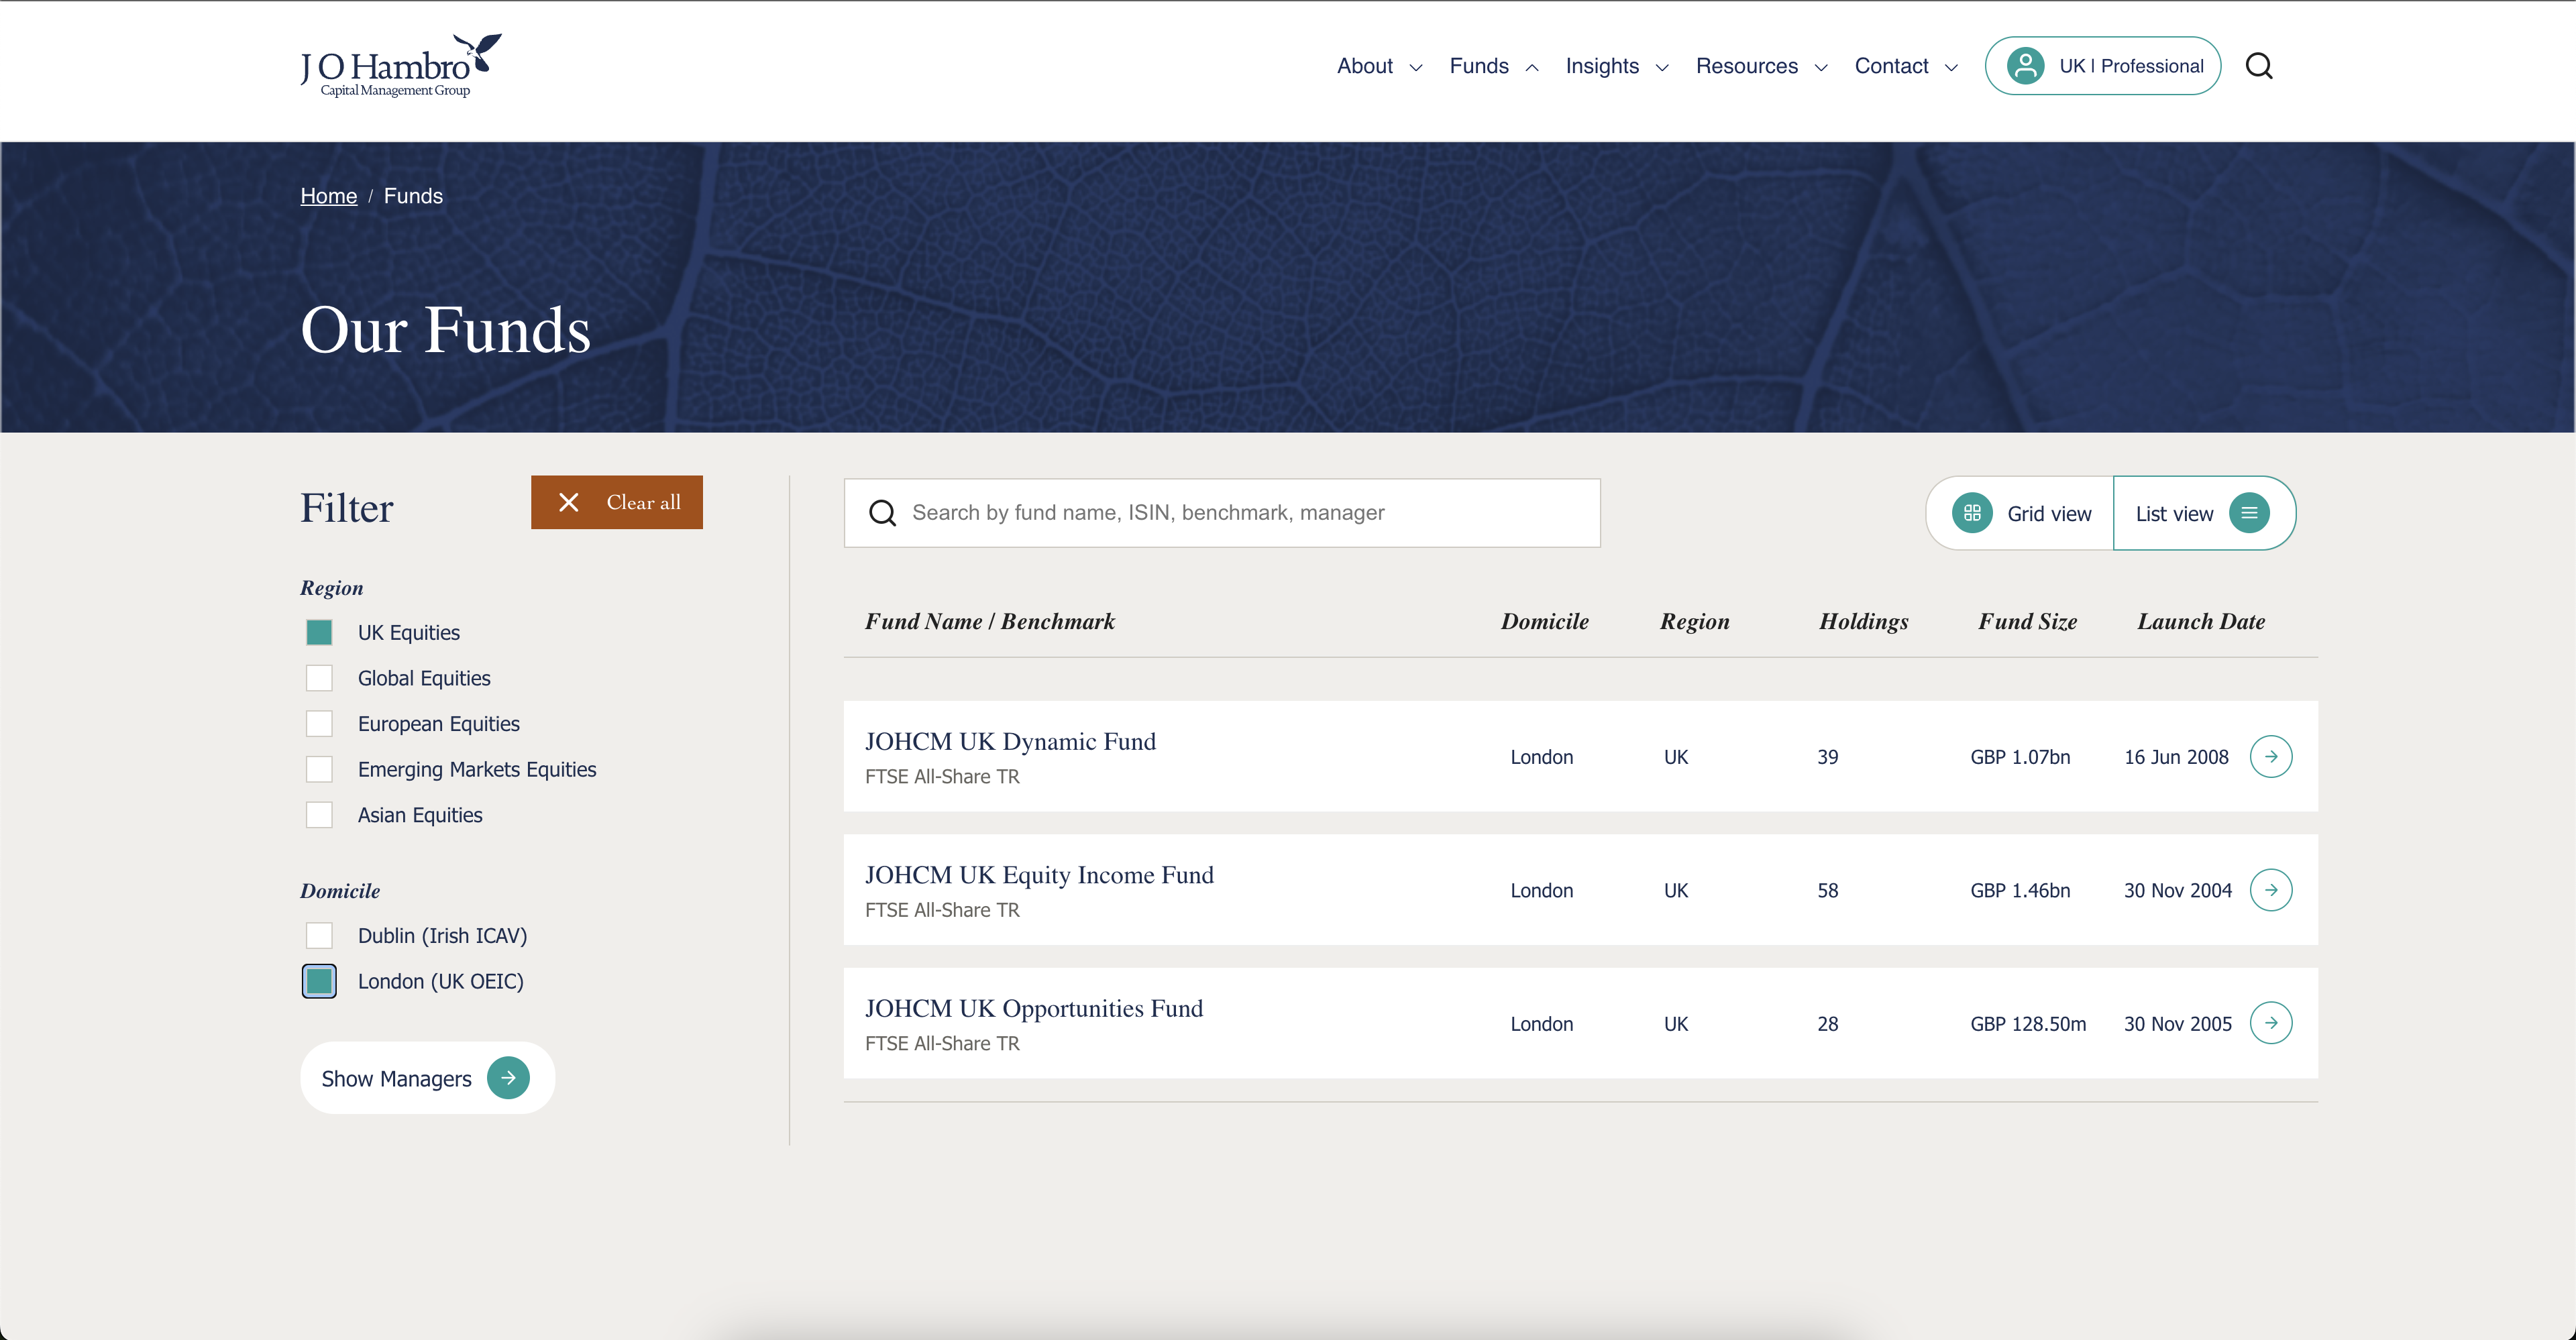 J O Hambro
Capital Management Group
About Funds Insights Resources Contact UK | Professional
Home / Funds
Our Funds
Filter
Clear all
Region
UK Equities
Global Equities
European Equities
Emerging Markets Equities
Asian Equities
Domicile
Dublin (Irish ICAV)
London (UK OEIC)
Show Managers
Search by fund name, ISIN, benchmark, manager
Grid view List view
Fund Name / Benchmark Domicile Region Holdings Fund Size Launch Date
JOHCM UK Dynamic Fund
FTSE All-Share TR
London UK 39 GBP 1.07bn 16 Jun 2008
JOHCM UK Equity Income Fund
FTSE All-Share TR
London UK 58 GBP 1.46bn 30 Nov 2004
JOHCM UK Opportunities Fund
FTSE All-Share TR
London UK 28 GBP 128.50m 30 Nov 2005